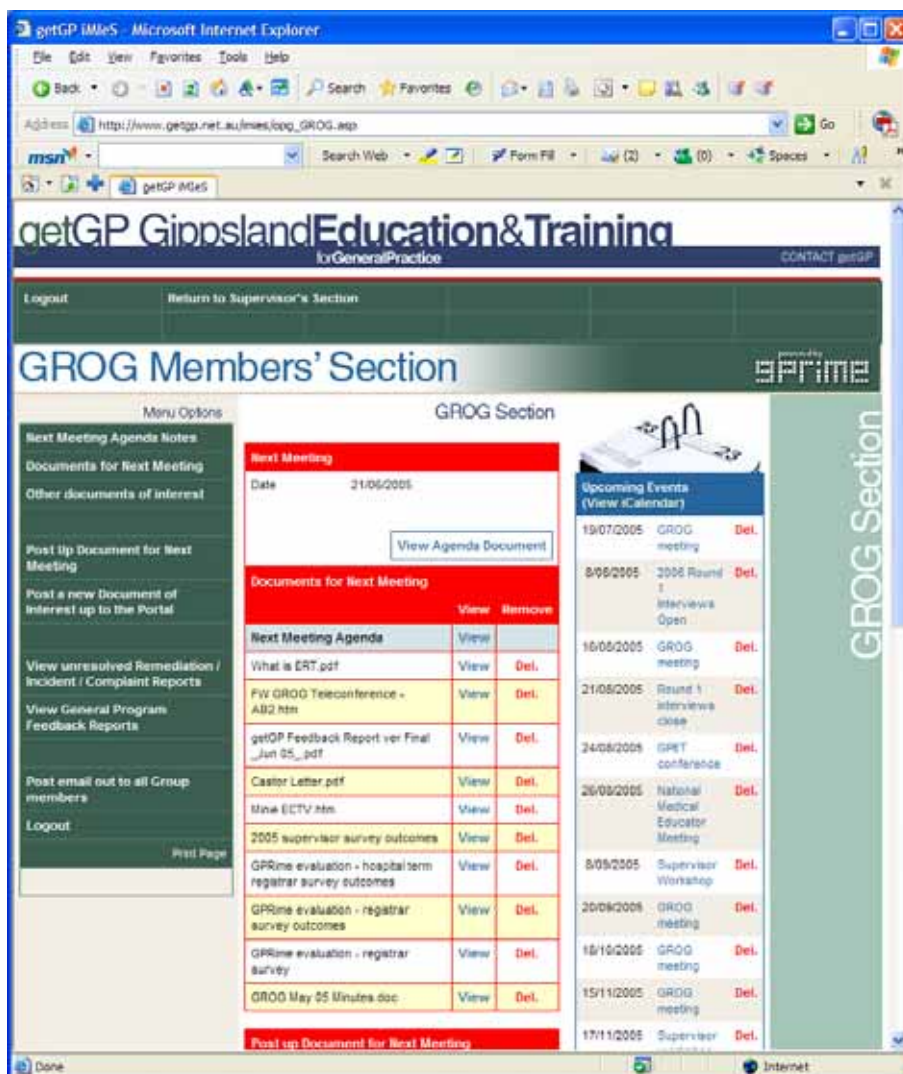 getGP iMIeS - Microsoft Internet Explorer
File Edit View Favorites Tools Help
Back Search Favorites
Address http://www.getgp.net.au/imies/opg_GROG.asp Go
msn Search Web Form Fill (2) (0) Spaces
getGP iMIeS
getGP Gippsland Education&Training
forGeneralPractice CONTACT getGP
Logout Return to Supervisor's Section
GROG Members' Section
powered by
gPrime
Menu Options
Next Meeting Agenda Notes
Documents for Next Meeting
Other documents of interest
Post Up Document for Next
Meeting
Post a new Document of
Interest up to the Portal
View unresolved Remediation /
Incident / Complaint Reports
View General Program
Feedback Reports
Post email out to all Group
members
Logout
Print Page
GROG Section
Next Meeting
Date 21/06/2005
View Agenda Document
Documents for Next Meeting
View Remove
Next Meeting Agenda View
What is ERT.pdf View Del.
FW GROG Teleconference -
AB2.htm View Del.
getGP Feedback Report ver Final
_Jun 05_.pdf View Del.
Castor Letter.pdf View Del.
Mine ECTV.htm View Del.
2005 supervisor survey outcomes View Del.
GPRime evaluation - hospital term
registrar survey outcomes View Del.
GPRime evaluation - registrar
survey outcomes View Del.
GPRime evaluation - registrar
survey View Del.
GROG May 05 Minutes.doc View Del.
Post up Document for Next Meeting
23
Upcoming Events
(View iCalendar)
19/07/2005 GROG Del.
meeting
8/08/2005 2006 Round Del.
1
Interviews
Open
16/08/2005 GROG Del.
meeting
21/08/2005 Round 1 Del.
interviews
close
24/08/2005 GPET Del.
conference
26/08/2005 National Del.
Medical
Educator
Meeting
8/09/2005 Supervisor Del.
Workshop
20/09/2005 GROG Del.
meeting
18/10/2005 GROG Del.
meeting
15/11/2005 GROG Del.
meeting
17/11/2005 Supervisor Del.
GROG Section
Done Internet